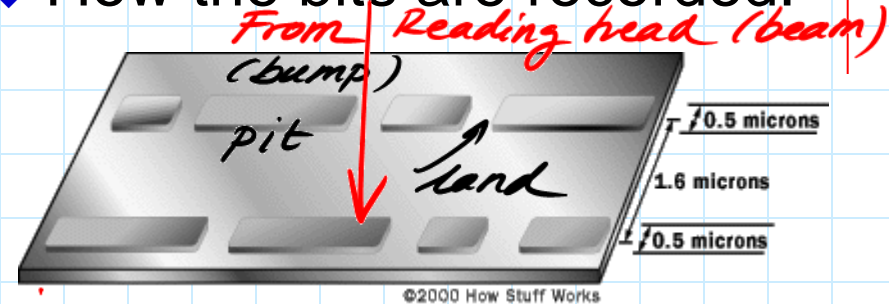 How the bits are recorded.
From Reading head (beam)
(bump)
pit
land
0.5 microns
1.6 microns
0.5 microns
©2000 How Stuff Works